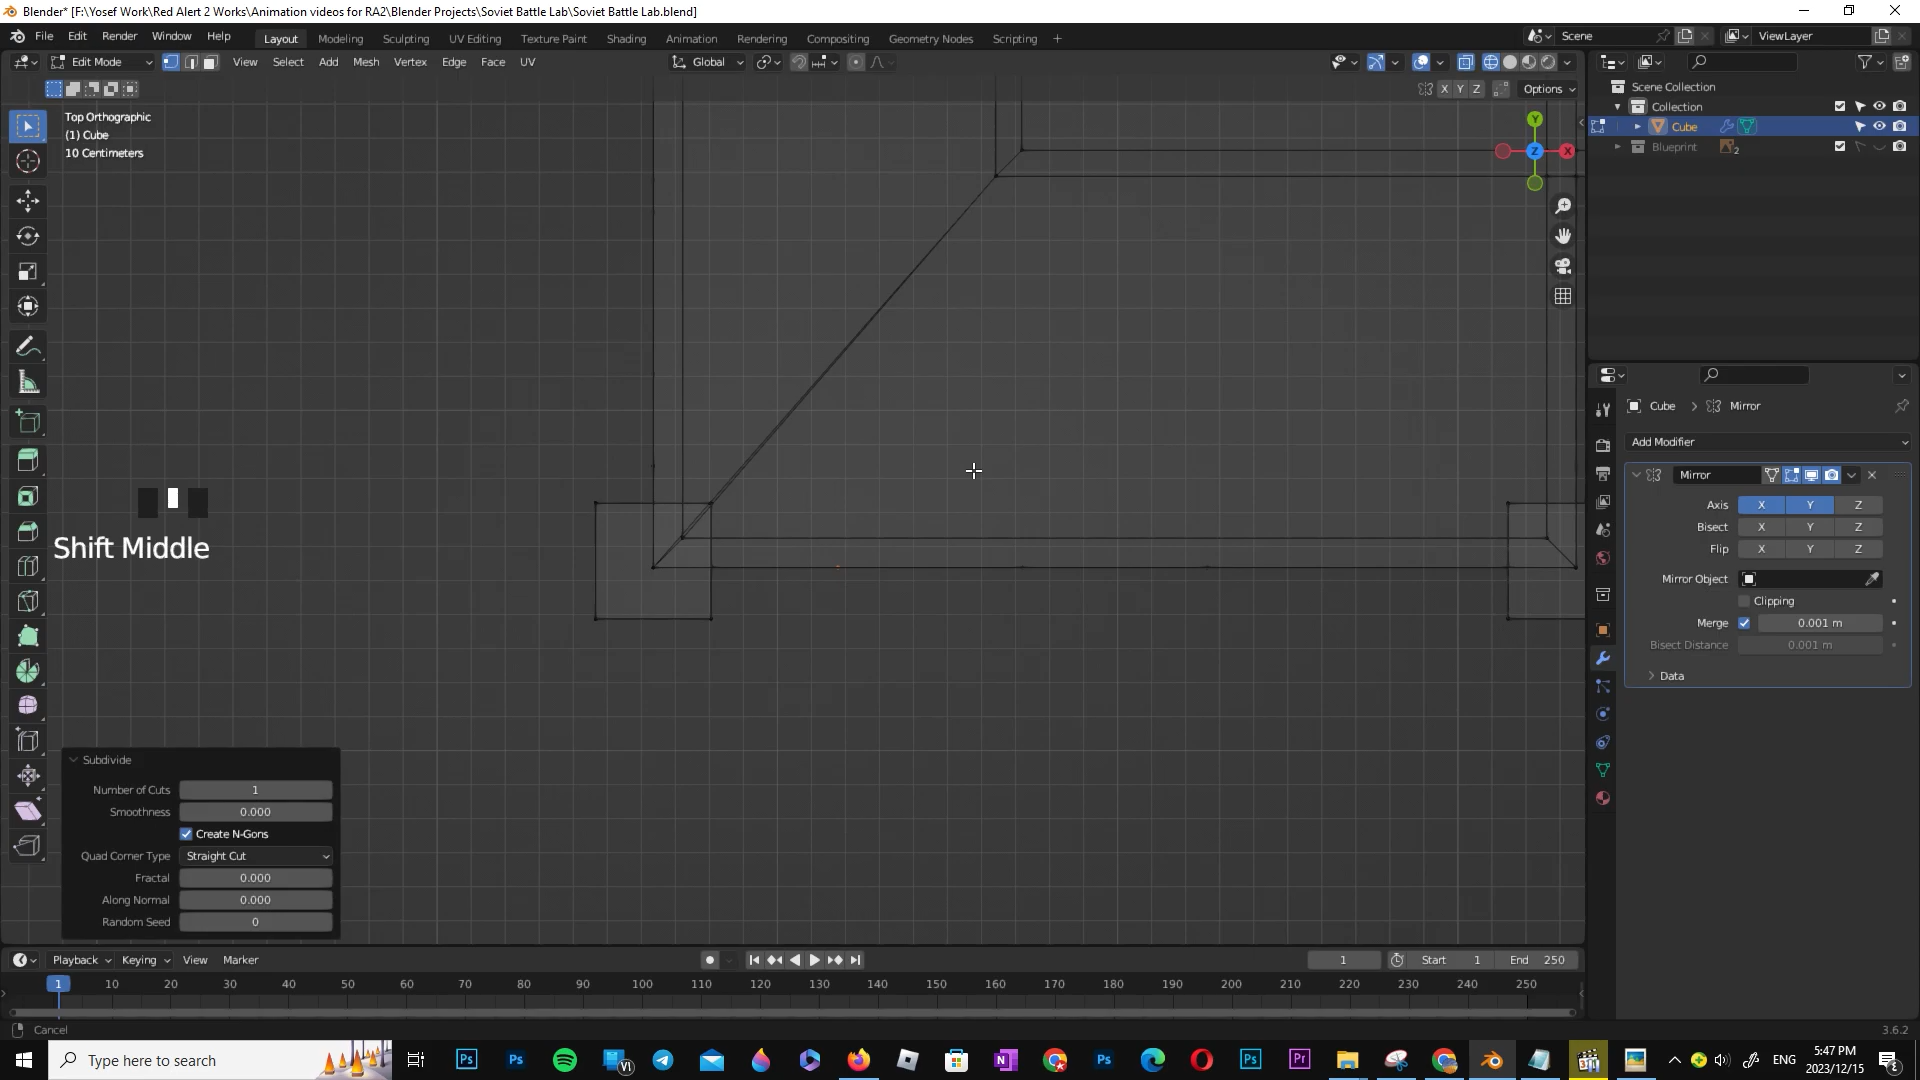 Blender* [F:\Yosef Work\Red Alert 2 Works\Animation videos for RA2\Blender Projects\Soviet Battle Lab\Soviet Battle Lab.blend]
File Edit Render Window Help Layout Modeling Sculpting UV Editing Texture Paint Shading Animation Rendering Compositing Geometry Nodes Scripting + Scene ViewLayer
Edit Mode View Select Add Mesh Vertex Edge Face UV Global
X Y Z Options
Scene Collection
Collection
Cube
Blueprint 2
Top Orthographic
(1) Cube
10 Centimeters
Y
Z X
Cube > Mirror
Add Modifier
Mirror
Axis X Y Z
Bisect X Y Z
Flip X Y Z
Mirror Object
Clipping
Merge 0.001 m
Bisect Distance 0.001 m
Data
Shift Middle
Subdivide
Number of Cuts 1
Smoothness 0.000
Create N-Gons
Quad Corner Type Straight Cut
Fractal 0.000
Along Normal 0.000
Random Seed 0
Playback Keying View Marker 1 Start 1 End 250
1 10 20 30 40 50 60 70 80 90 100 110 120 130 140 150 160 170 180 190 200 210 220 230 240 250
Cancel 3.6.2
Type here to search
Ps Ps VI N Ps Ps Pr
ENG
5:47 PM
2023/12/15